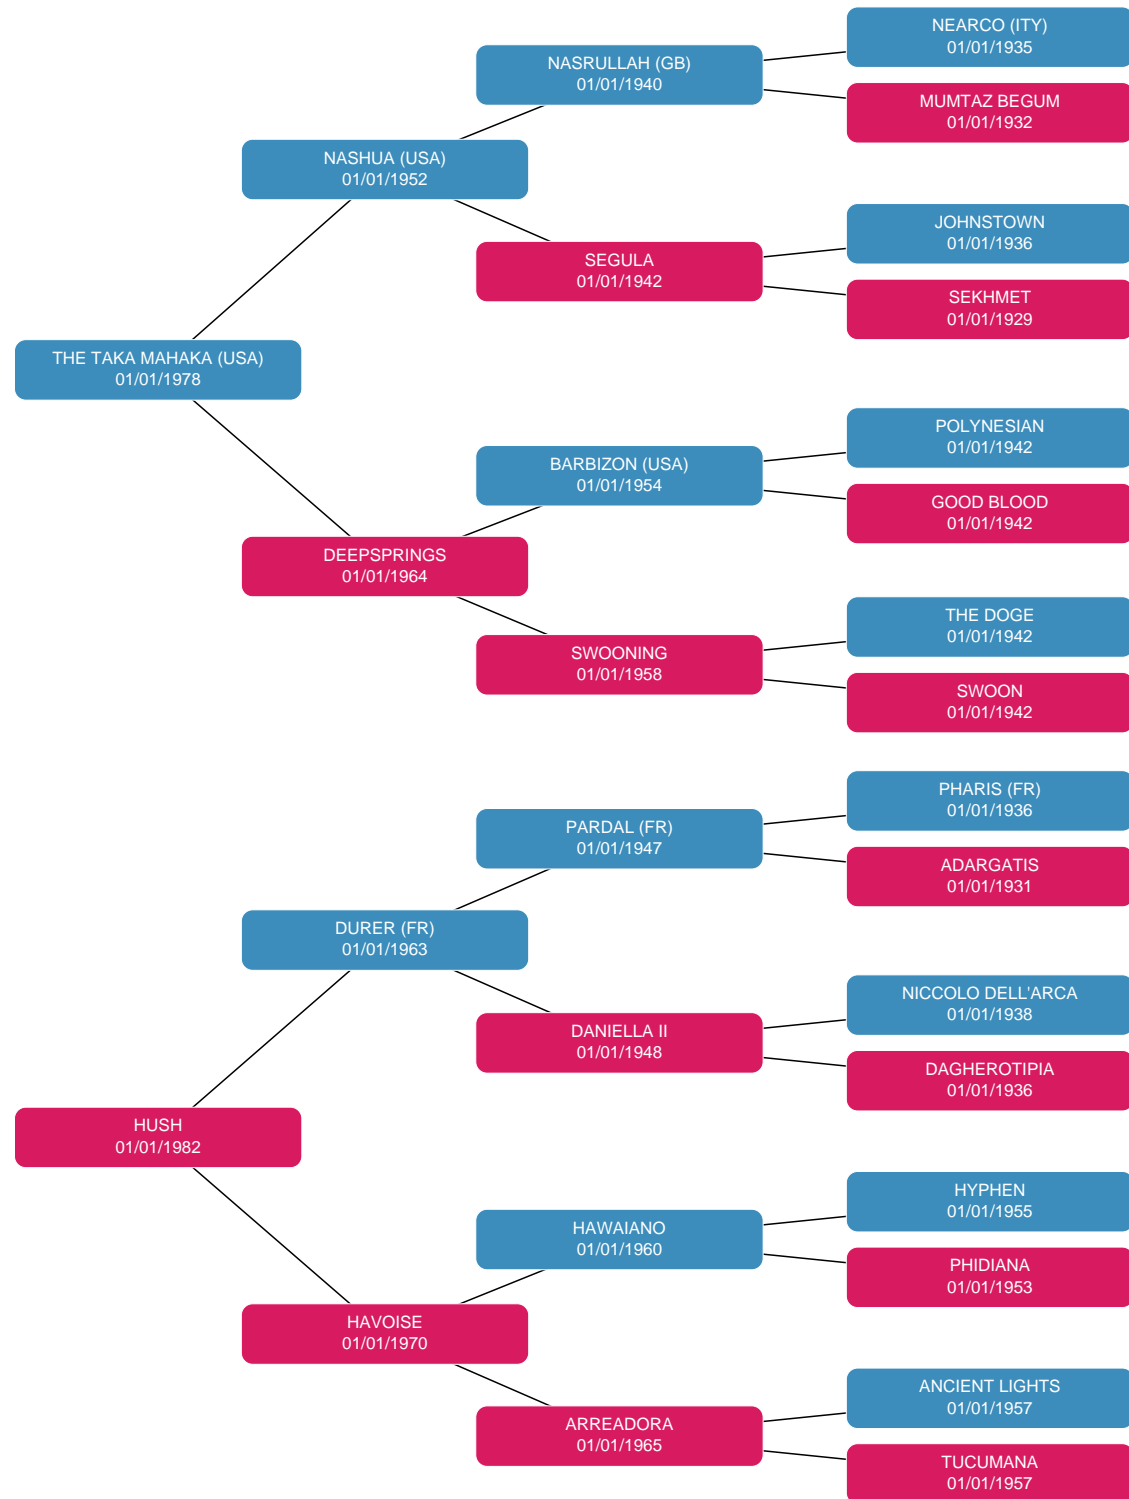 NEARCO (ITY)
01/01/1935
NASRULLAH (GB)
01/01/1940
MUMTAZ BEGUM
01/01/1932
NASHUA (USA)
01/01/1952
JOHNSTOWN
01/01/1936
SEGULA
01/01/1942
SEKHMET
01/01/1929
THE TAKA MAHAKA (USA)
01/01/1978
POLYNESIAN
01/01/1942
BARBIZON (USA)
01/01/1954
GOOD BLOOD
01/01/1942
DEEPSPRINGS
01/01/1964
THE DOGE
01/01/1942
SWOONING
01/01/1958
SWOON
01/01/1942
PHARIS (FR)
01/01/1936
PARDAL (FR)
01/01/1947
ADARGATIS
01/01/1931
DURER (FR)
01/01/1963
NICCOLO DELL'ARCA
01/01/1938
DANIELLA II
01/01/1948
DAGHEROTIPIA
01/01/1936
HUSH
01/01/1982
HYPHEN
01/01/1955
HAWAIANO
01/01/1960
PHIDIANA
01/01/1953
HAVOISE
01/01/1970
ANCIENT LIGHTS
01/01/1957
ARREADORA
01/01/1965
TUCUMANA
01/01/1957